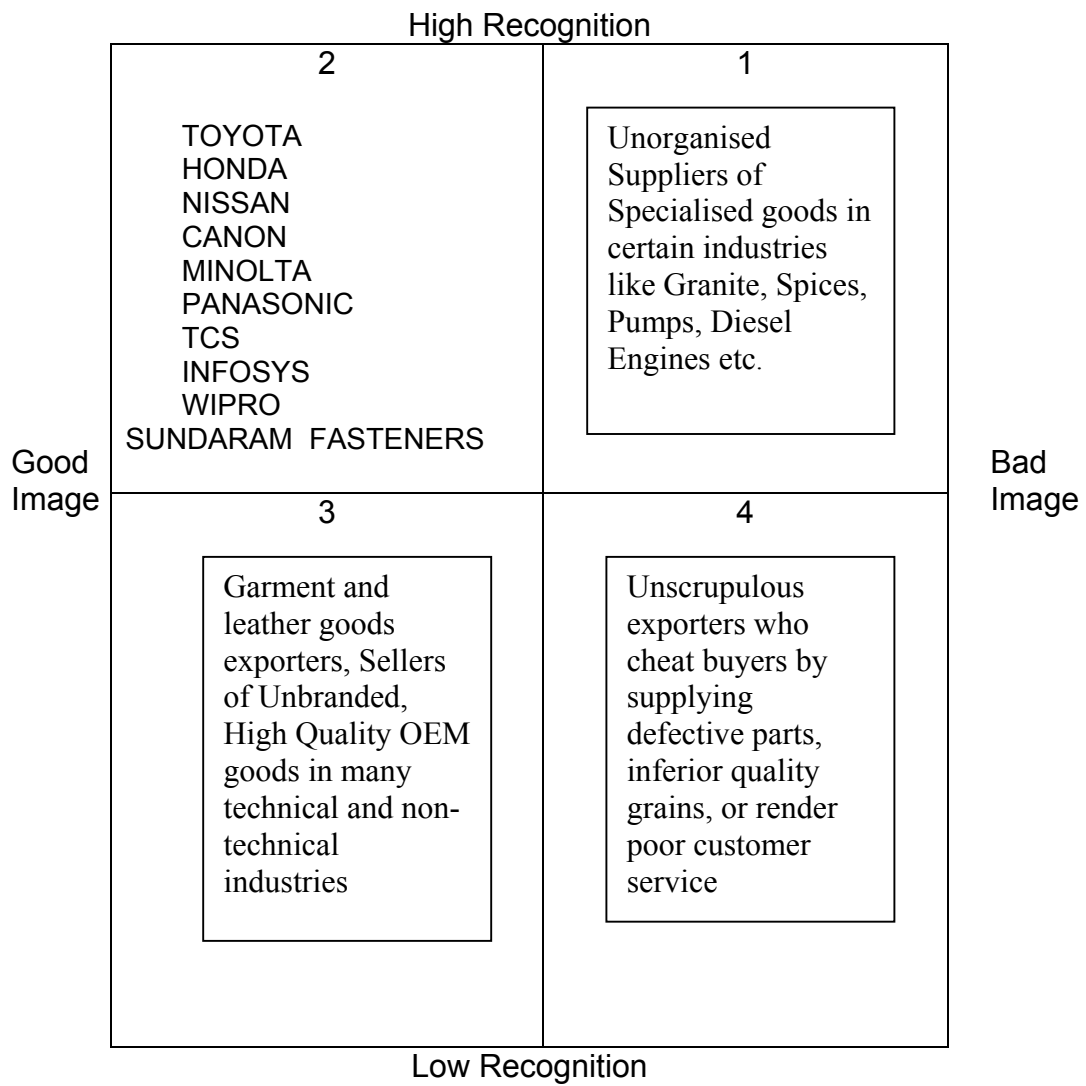 High Recognition
2
TOYOTA
HONDA
NISSAN
CANON
MINOLTA
PANASONIC
TCS
INFOSYS
WIPRO
SUNDARAM FASTENERS
1
Unorganised
Suppliers of
Specialised goods in
certain industries
like Granite, Spices,
Pumps, Diesel
Engines etc.
Good
Image
Bad
Image
3
Garment and
leather goods
exporters, Sellers
of Unbranded,
High Quality OEM
goods in many
technical and non-
technical
industries
4
Unscrupulous
exporters who
cheat buyers by
supplying
defective parts,
inferior quality
grains, or render
poor customer
service
Low Recognition